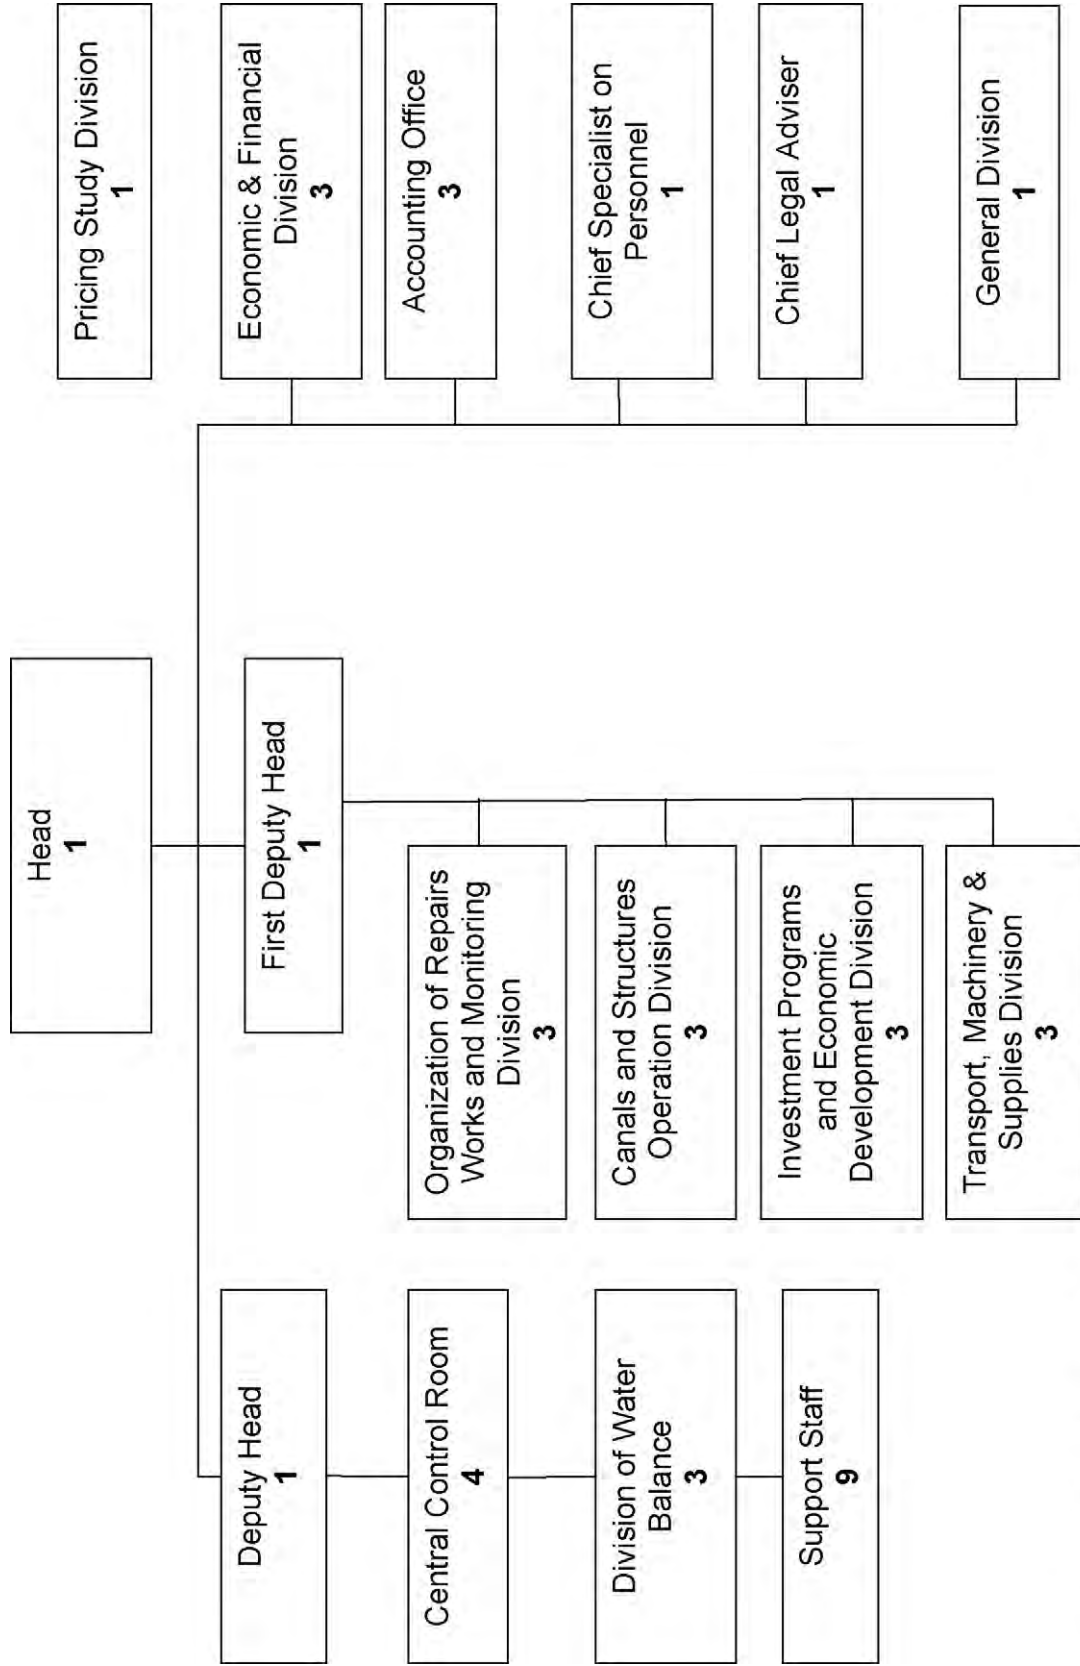 Head
1
First Deputy Head
1
Deputy Head
1
Central Control Room
4
Division of Water
Balance
3
Support Staff
9
Organization of Repairs
Works and Monitoring
Division
3
Canals and Structures
Operation Division
3
Investment Programs
and Economic
Development Division
3
Transport, Machinery &
Supplies Division
3
Pricing Study Division
1
Economic & Financial
Division
3
Accounting Office
3
Chief Specialist on
Personnel
1
Chief Legal Adviser
1
General Division
1